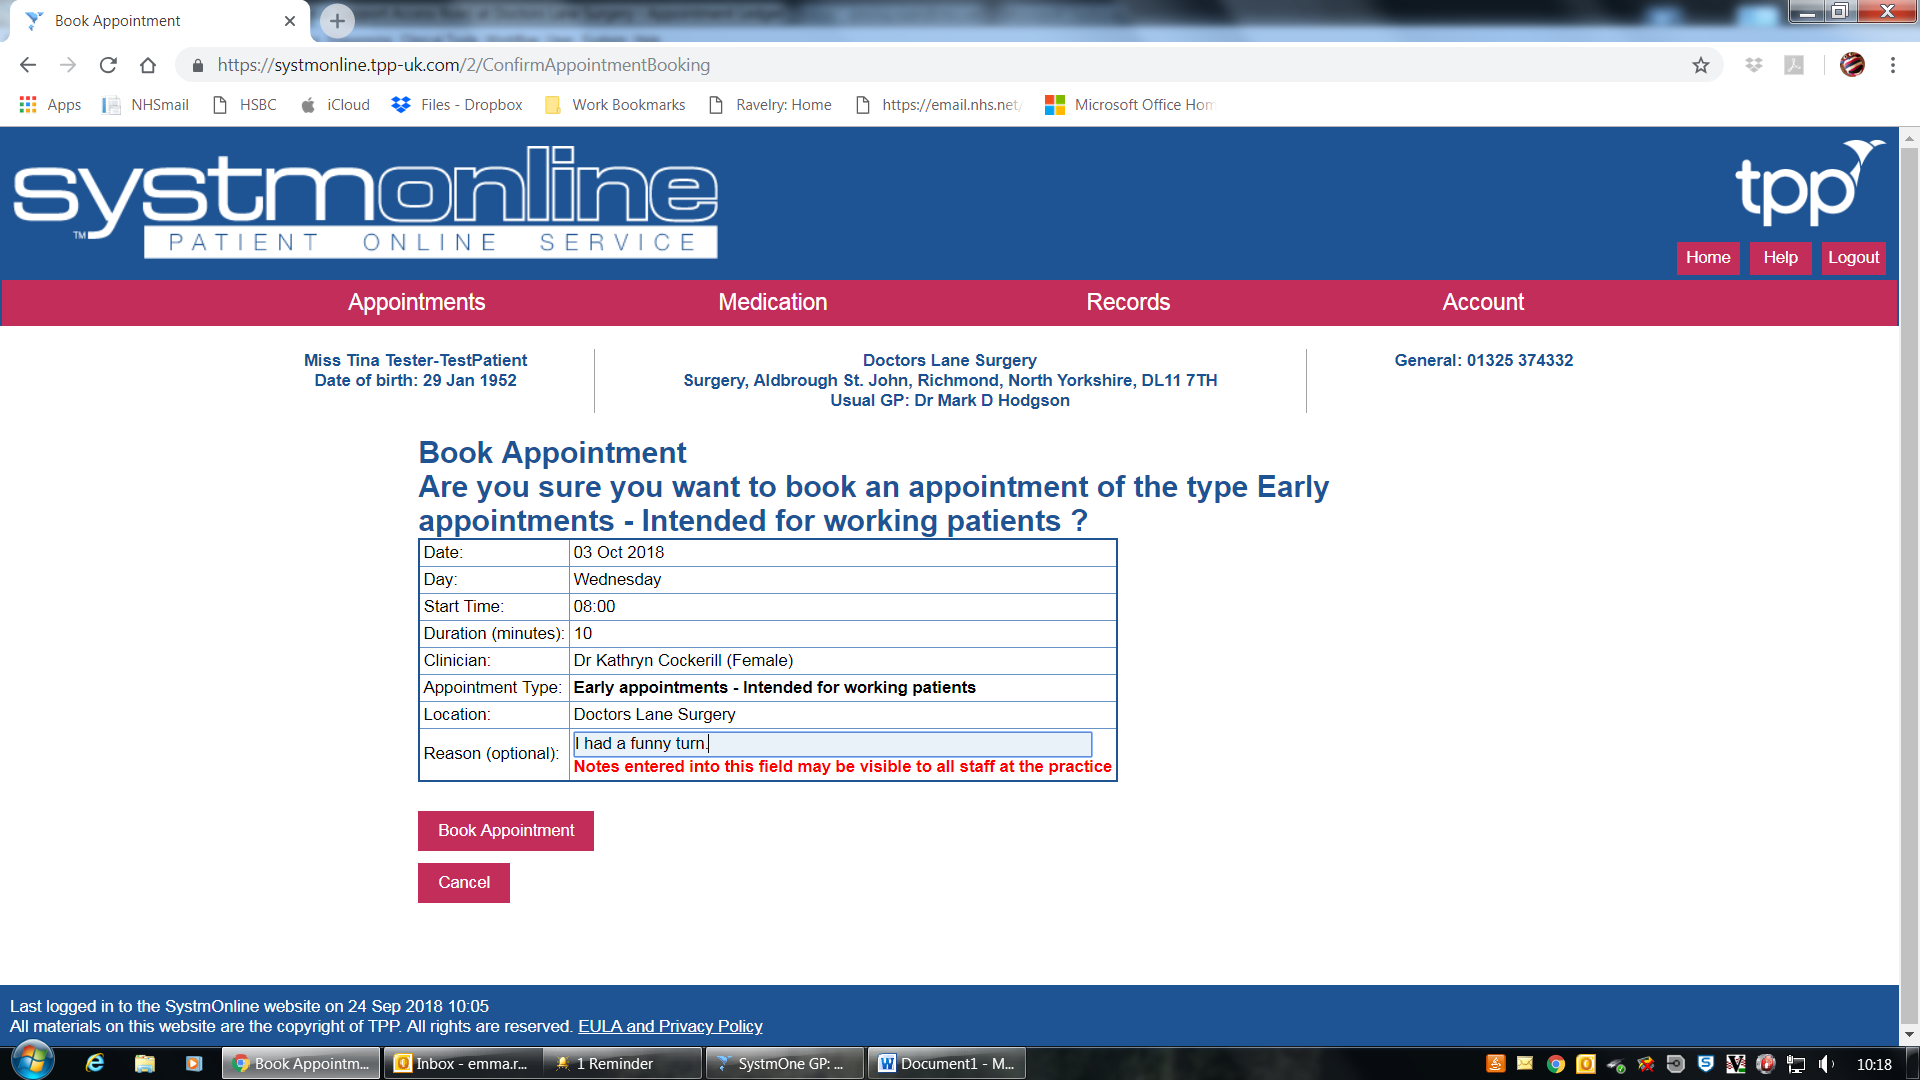 Book Appointment
https://systmonline.tpp-uk.com/2/ConfirmAppointmentBooking
Apps NHSmail HSBC iCloud Files - Dropbox Work Bookmarks Ravelry: Home https://email.nhs.net/ Microsoft Office Hom
systmonline
TM
PATIENT ONLINE SERVICE
tpp
Home Help Logout
Appointments Medication Records Account
Miss Tina Tester-TestPatient
Date of birth: 29 Jan 1952
Doctors Lane Surgery
Surgery, Aldbrough St. John, Richmond, North Yorkshire, DL11 7TH
Usual GP: Dr Mark D Hodgson
General: 01325 374332
Book Appointment
Are you sure you want to book an appointment of the type Early
appointments - Intended for working patients ?
Date: 03 Oct 2018
Day: Wednesday
Start Time: 08:00
Duration (minutes): 10
Clinician: Dr Kathryn Cockerill (Female)
Appointment Type: Early appointments - Intended for working patients
Location: Doctors Lane Surgery
Reason (optional): I had a funny turn.
Notes entered into this field may be visible to all staff at the practice
Book Appointment
Cancel
Last logged in to the SystmOnline website on 24 Sep 2018 10:05
All materials on this website are the copyright of TPP. All rights are reserved. EULA and Privacy Policy
Book Appointm... Inbox - emma.r... 1 Reminder SystmOne GP: ... Document1 - M... 10:18